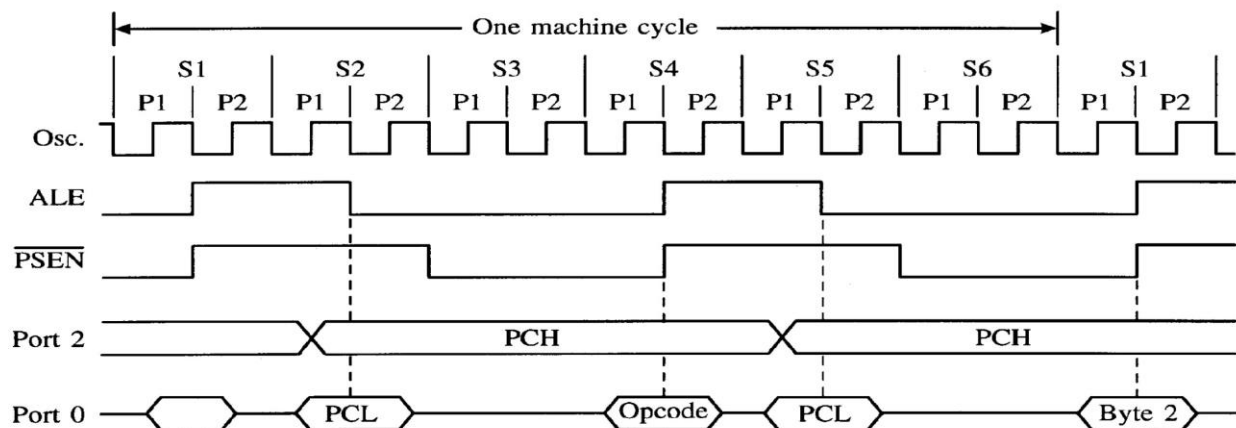 One machine cycle
S1 S2 S3 S4 S5 S6 S1
P1 P2 P1 P2 P1 P2 P1 P2 P1 P2 P1 P2 P1 P2
Osc.
ALE
PSEN
Port 2 PCH PCH
Port 0 PCL Opcode PCL Byte 2